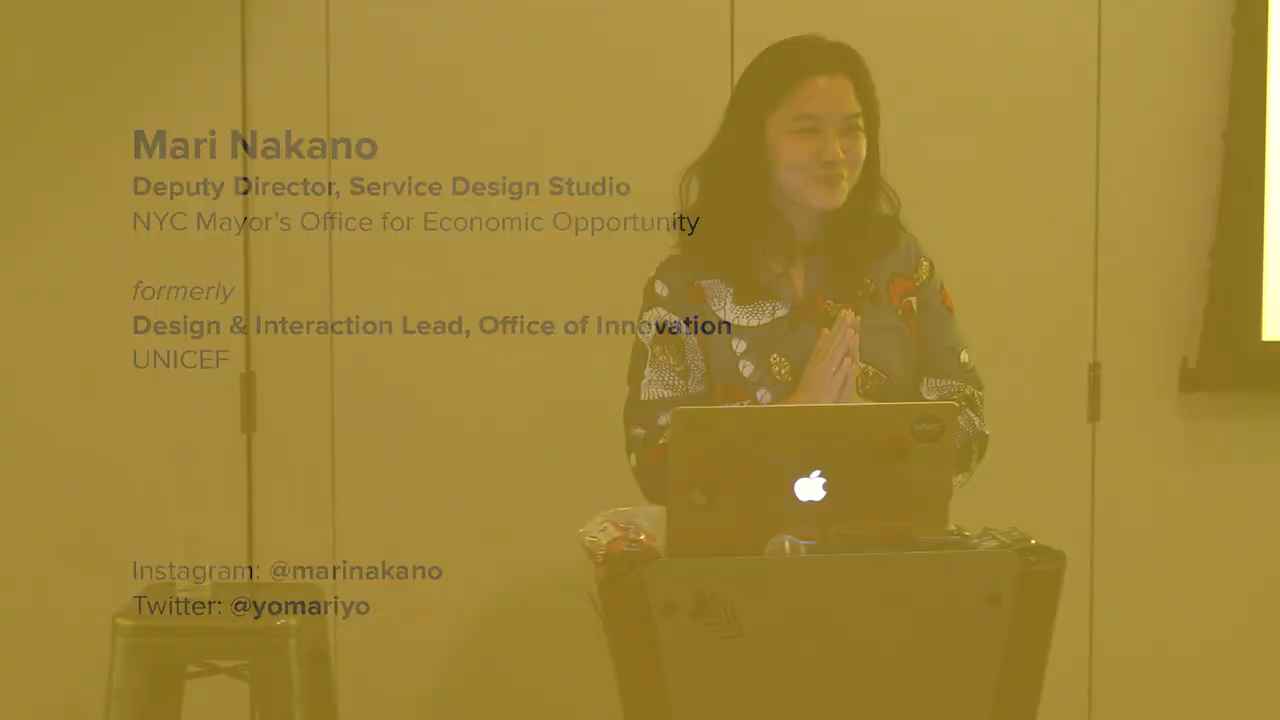 Mari Nakano
Deputy Director, Service Design Studio
NYC Mayor's Office for Economic Opportunity
formerly
Design & Interaction Lead, Office of Innovation
UNICEF
Instagram: @marinakano
Twitter: @yomariyo